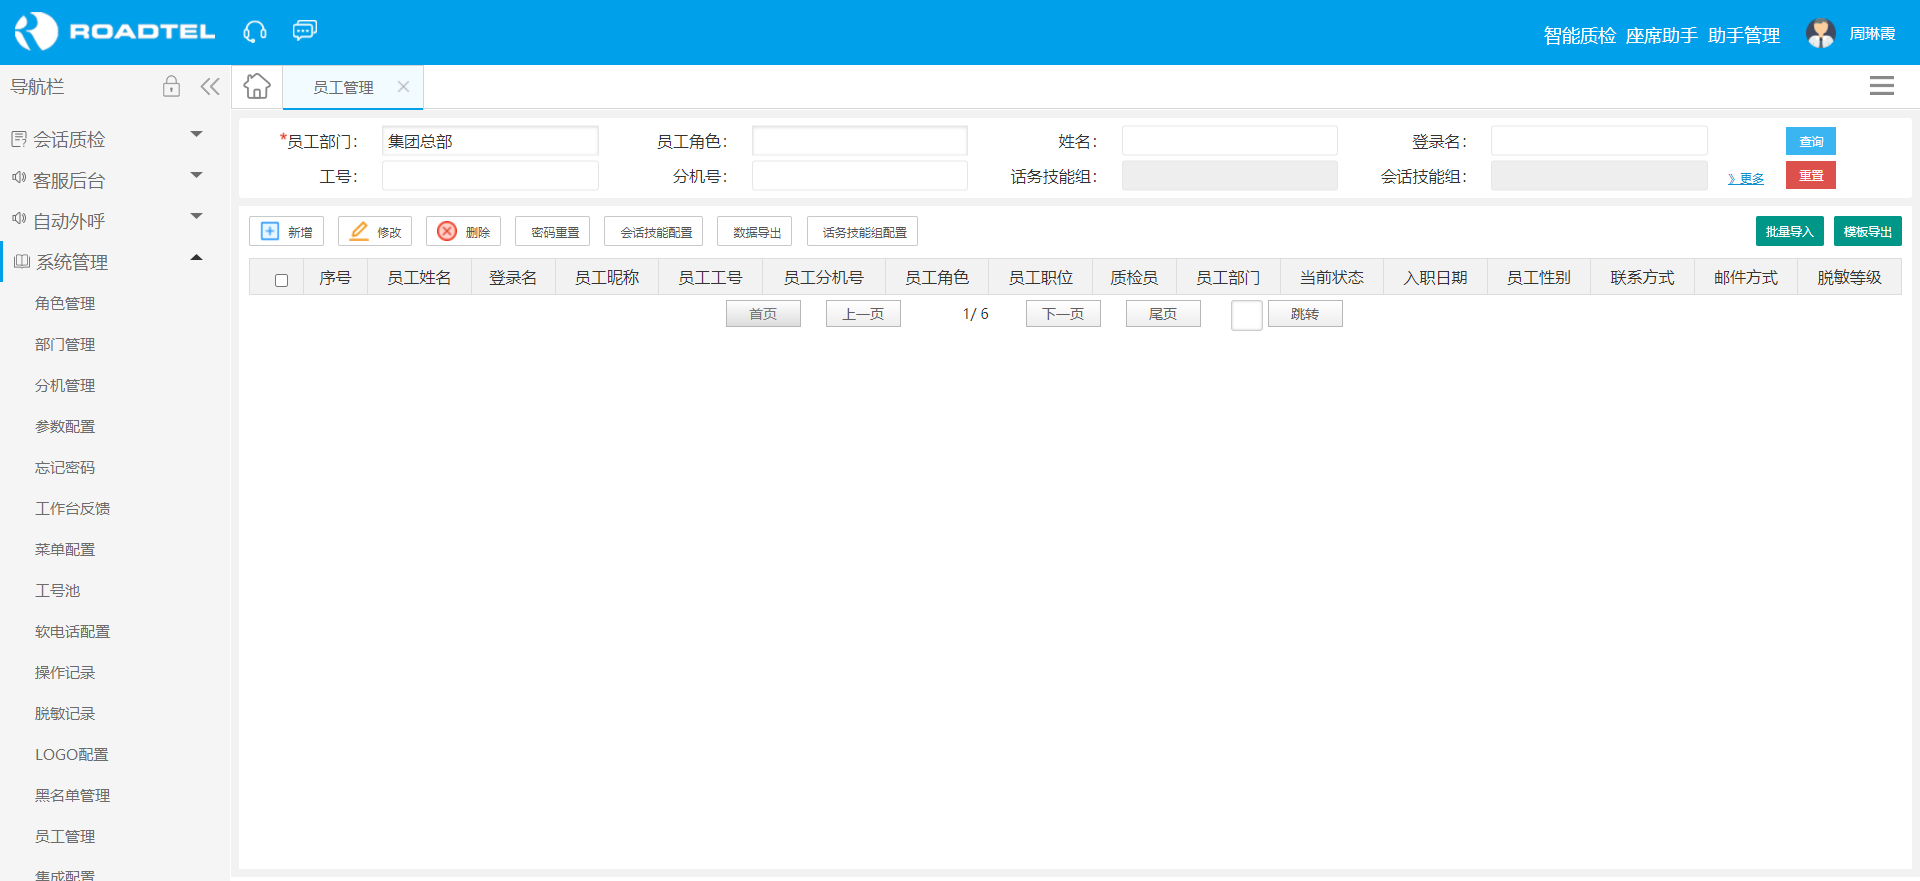 ROADTEL 智能质检 座席助手 助手管理 周琳霞
导航栏 员工管理
会话质检
客服后台
自动外呼
系统管理
角色管理
部门管理
分机管理
参数配置
忘记密码
工作台反馈
菜单配置
工号池
软电话配置
操作记录
脱敏记录
LOGO配置
黑名单管理
员工管理
集成配置
*员工部门： 集团总部 员工角色： 姓名： 登录名： 查询
工号： 分机号： 话务技能组： 会话技能组： 》更多 重置
新增 修改 删除 密码重置 会话技能配置 数据导出 话务技能组配置 批量导入 模板导出
序号 员工姓名 登录名 员工昵称 员工工号 员工分机号 员工角色 员工职位 质检员 员工部门 当前状态 入职日期 员工性别 联系方式 邮件方式 脱敏等级
首页 上一页 1/ 6 下一页 尾页 跳转